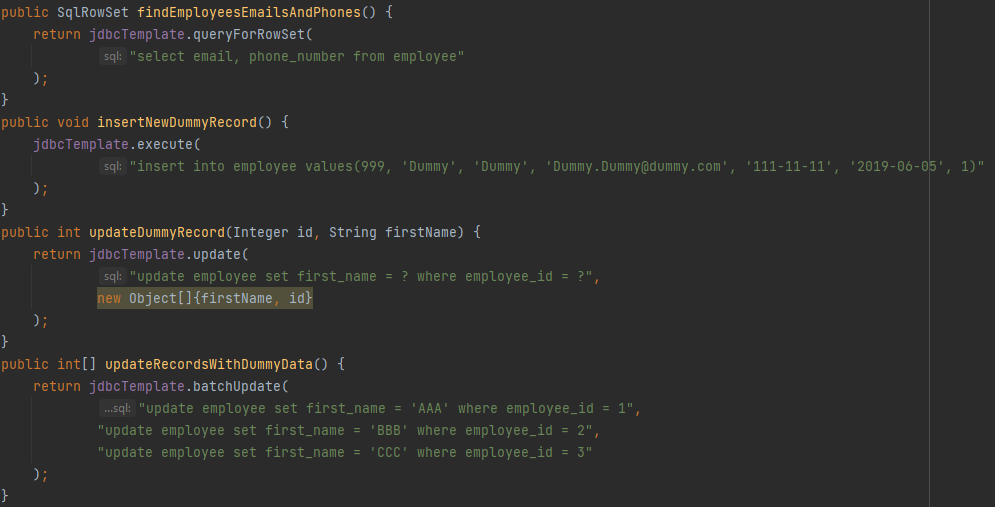 public SqlRowSet findEmployeesEmailsAndPhones() {
return jdbcTemplate.queryForRowSet(
sql: "select email, phone_number from employee"
);
}
public void insertNewDummyRecord() {
jdbcTemplate.execute(
sql: "insert into employee values(999, 'Dummy', 'Dummy', 'Dummy.Dummy@dummy.com', '111-11-11', '2019-06-05', 1)"
);
}
public int updateDummyRecord(Integer id, String firstName) {
return jdbcTemplate.update(
sql: "update employee set first_name = ? where employee_id = ?",
new Object[]{firstName, id}
);
}
public int[] updateRecordsWithDummyData() {
return jdbcTemplate.batchUpdate(
...sql: "update employee set first_name = 'AAA' where employee_id = 1",
"update employee set first_name = 'BBB' where employee_id = 2",
"update employee set first_name = 'CCC' where employee_id = 3"
);
}